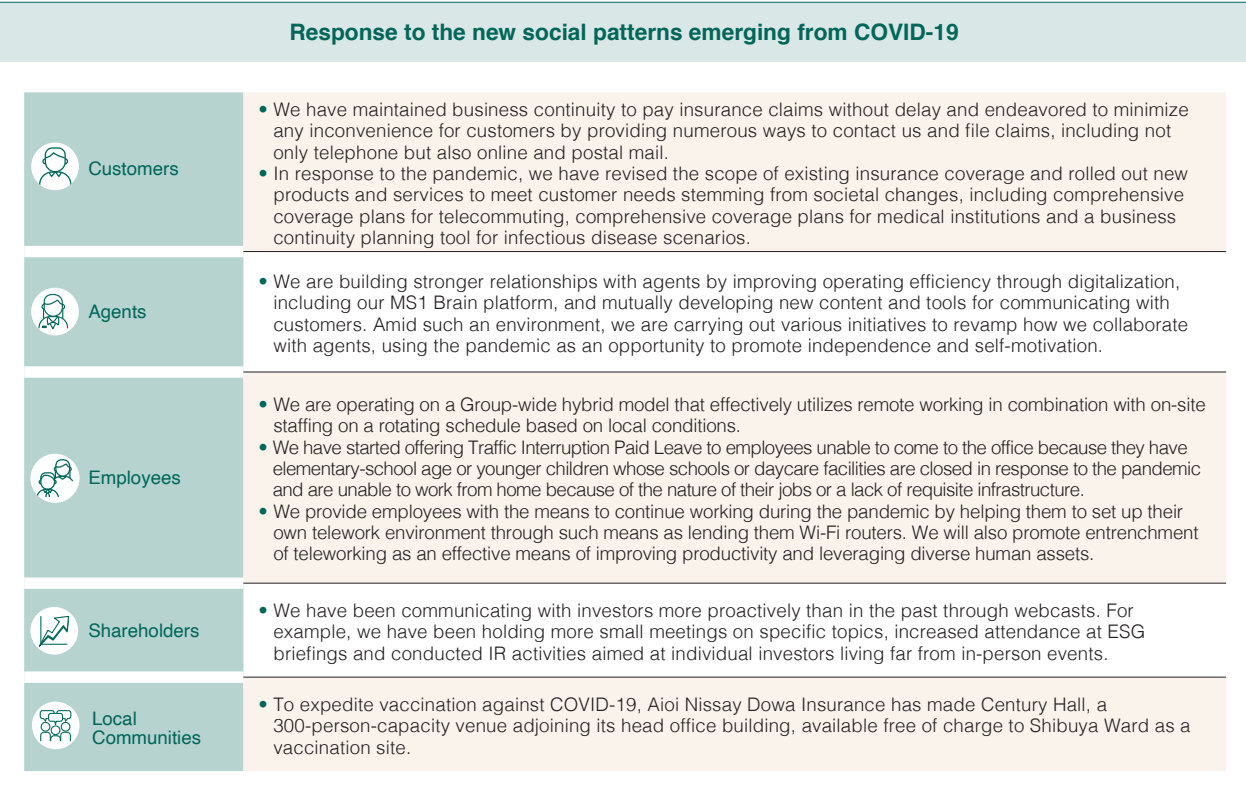 Response to the new social patterns emerging from COVID-19
Customers
• We have maintained business continuity to pay insurance claims without delay and endeavored to minimize
any inconvenience for customers by providing numerous ways to contact us and file claims, including not
only telephone but also online and postal mail.
• In response to the pandemic, we have revised the scope of existing insurance coverage and rolled out new
products and services to meet customer needs stemming from societal changes, including comprehensive
coverage plans for telecommuting, comprehensive coverage plans for medical institutions and a business
continuity planning tool for infectious disease scenarios.
Agents
• We are building stronger relationships with agents by improving operating efficiency through digitalization,
including our MS1 Brain platform, and mutually developing new content and tools for communicating with
customers. Amid such an environment, we are carrying out various initiatives to revamp how we collaborate
with agents, using the pandemic as an opportunity to promote independence and self-motivation.
Employees
• We are operating on a Group-wide hybrid model that effectively utilizes remote working in combination with on-site
staffing on a rotating schedule based on local conditions.
• We have started offering Traffic Interruption Paid Leave to employees unable to come to the office because they have
elementary-school age or younger children whose schools or daycare facilities are closed in response to the pandemic
and are unable to work from home because of the nature of their jobs or a lack of requisite infrastructure.
• We provide employees with the means to continue working during the pandemic by helping them to set up their
own telework environment through such means as lending them Wi-Fi routers. We will also promote entrenchment
of teleworking as an effective means of improving productivity and leveraging diverse human assets.
Shareholders
• We have been communicating with investors more proactively than in the past through webcasts. For
example, we have been holding more small meetings on specific topics, increased attendance at ESG
briefings and conducted IR activities aimed at individual investors living far from in-person events.
Local
Communities
• To expedite vaccination against COVID-19, Aioi Nissay Dowa Insurance has made Century Hall, a
300-person-capacity venue adjoining its head office building, available free of charge to Shibuya Ward as a
vaccination site.